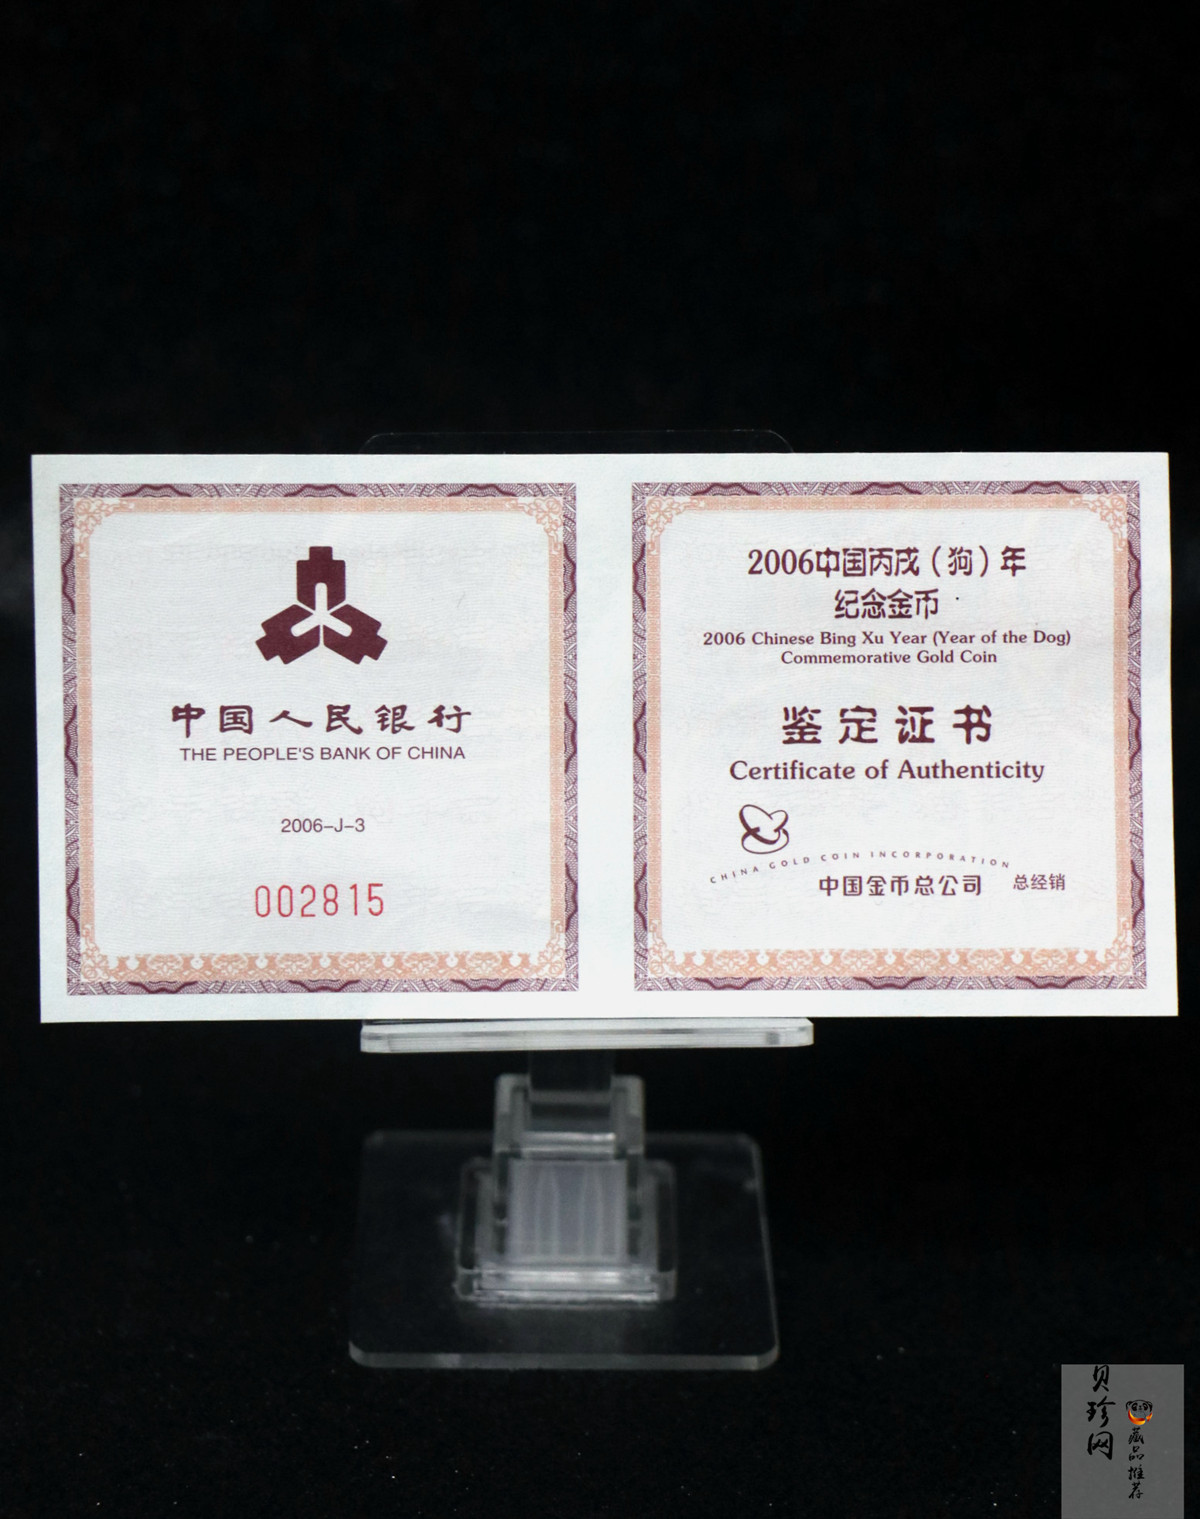 中国人民银行
THE PEOPLE'S BANK OF CHINA
2006-J-3
002815
2006中国丙戌（狗）年
纪念金币
2006 Chinese Bing Xu Year (Year of the Dog)
Commemorative Gold Coin
鉴定证书
Certificate of Authenticity
CHINA GOLD COIN INCORPORATION
中国金币总公司 总经销
贝珍网
藏品推荐